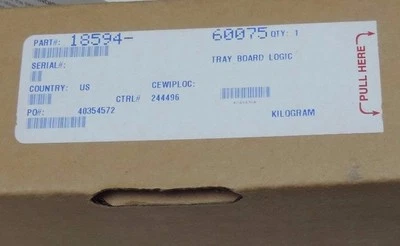 PART#: 18594- 60075 QTY: 1
TRAY BOARD LOGIC
SERIAL#:
COUNTRY: US CEWIPLOC:
CTRL# 244496
PO#: 40354572
KILOGRAM
PULL HERE